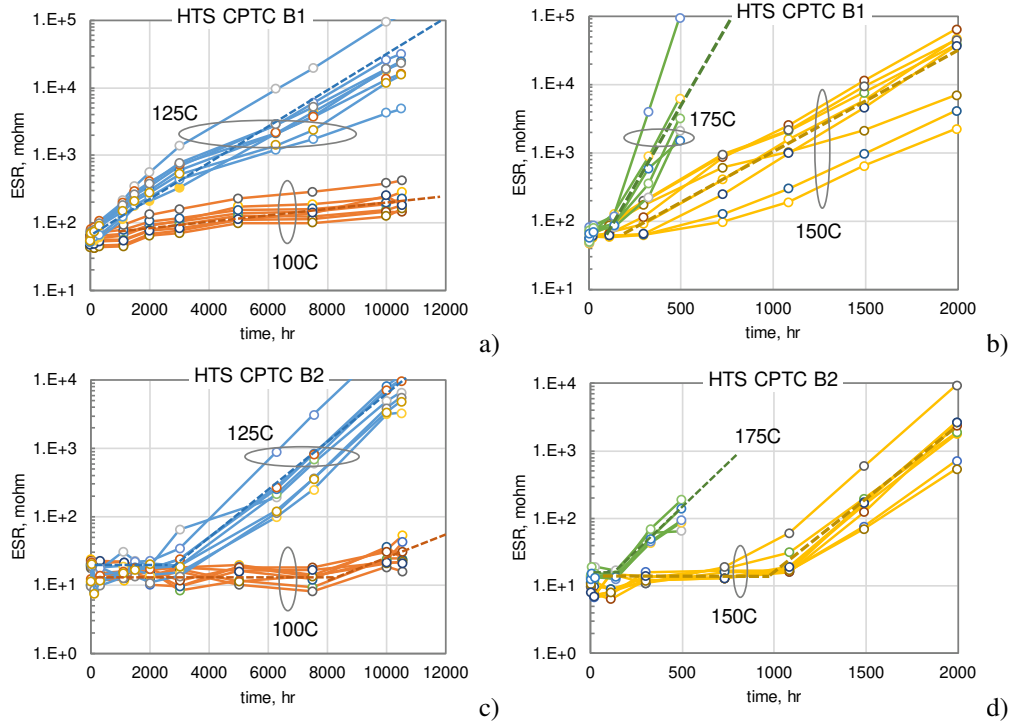 HTS CPTC B1
1.E+5
1.E+4
1.E+3
1.E+2
1.E+1
ESR, mohm
125C
100C
0 2000 4000 6000 8000 10000 12000
time, hr
a)
HTS CPTC B1
1.E+5
1.E+4
1.E+3
1.E+2
1.E+1
ESR, mohm
175C
150C
0 500 1000 1500 2000
time, hr
b)
HTS CPTC B2
1.E+4
1.E+3
1.E+2
1.E+1
1.E+0
ESR, mohm
125C
100C
0 2000 4000 6000 8000 10000 12000
time, hr
c)
HTS CPTC B2
1.E+4
1.E+3
1.E+2
1.E+1
1.E+0
ESR, mohm
175C
150C
0 500 1000 1500 2000
time, hr
d)